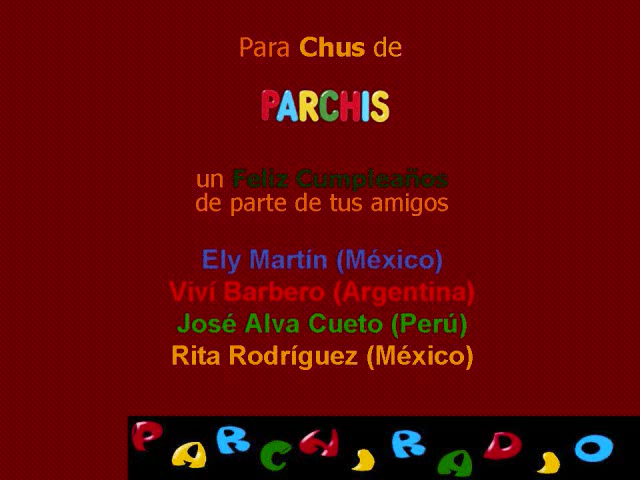 Para Chus de
PARCHIS
un Feliz Cumpleaños
de parte de tus amigos
Ely Martín (México)
Viví Barbero (Argentina)
José Alva Cueto (Perú)
Rita Rodríguez (México)
PARCHIRADIO